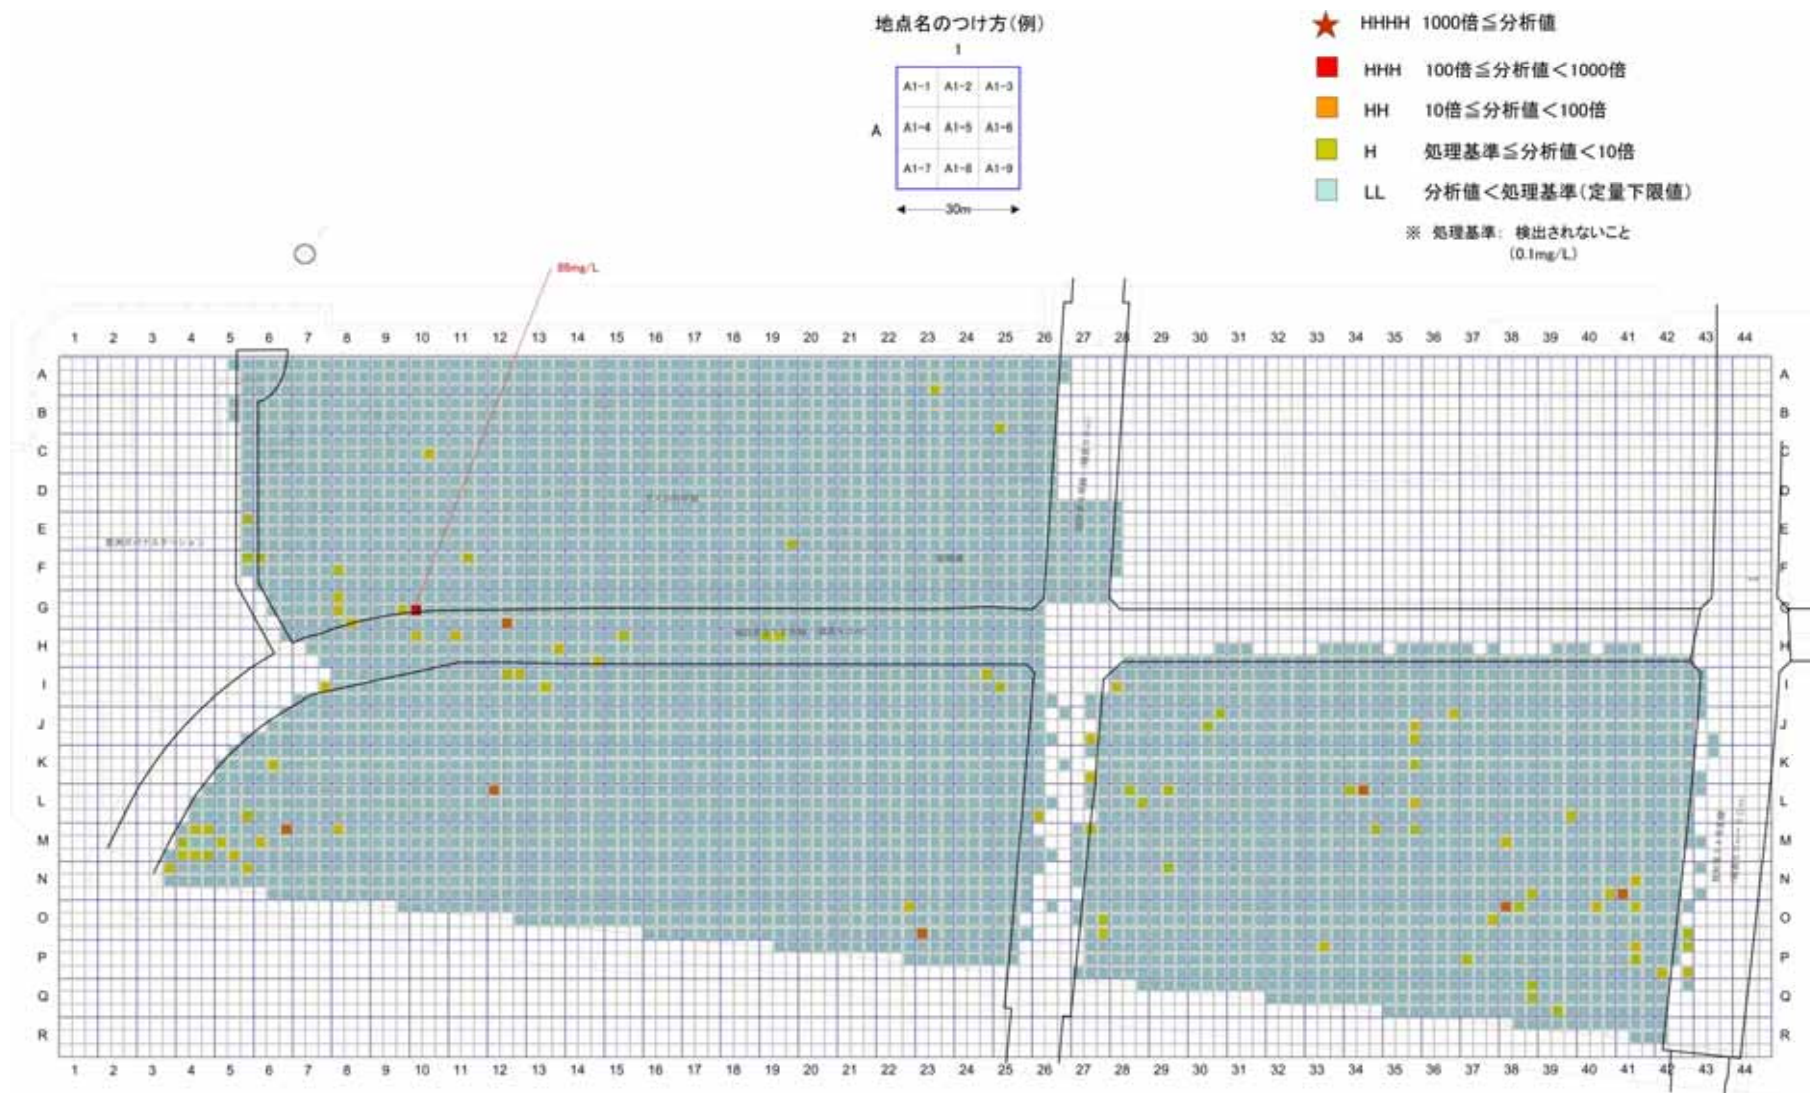 地点名のつけ方(例)
1
A1-1 A1-2 A1-3
A A1-4 A1-5 A1-6
A1-7 A1-8 A1-9
30m
HHHH 1000倍≦分析値
HHH 100倍≦分析値<1000倍
HH 10倍≦分析値<100倍
H 処理基準≦分析値<10倍
LL 分析値<処理基準(定量下限値)
※ 処理基準: 検出されないこと
(0.1mg/L)
1 2 3 4 5 6 7 8 9 10 11 12 13 14 15 16 17 18 19 20 21 22 23 24 25 26 27 28 29 30 31 32 33 34 35 36 37 38 39 40 41 42 43 44
A A
B B
C C
D D
E E
F F
G G
H H
I I
J J
K K
L L
M M
N N
O O
P P
Q Q
R R
1 2 3 4 5 6 7 8 9 10 11 12 13 14 15 16 17 18 19 20 21 22 23 24 25 26 27 28 29 30 31 32 33 34 35 36 37 38 39 40 41 42 43 44